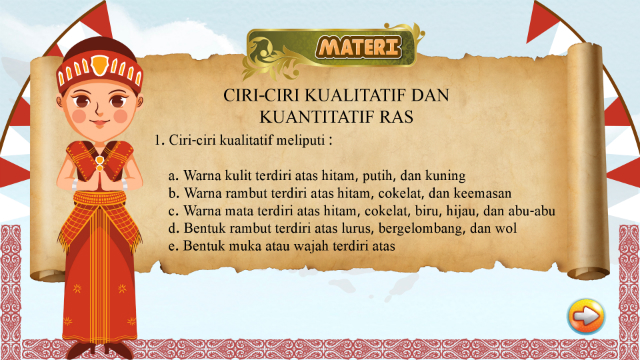 MATERI
CIRI-CIRI KUALITATIF DAN
KUANTITATIF RAS
1. Ciri-ciri kualitatif meliputi :
a. Warna kulit terdiri atas hitam, putih, dan kuning
b. Warna rambut terdiri atas hitam, cokelat, dan keemasan
c. Warna mata terdiri atas hitam, cokelat, biru, hijau, dan abu-abu
d. Bentuk rambut terdiri atas lurus, bergelombang, dan wol
e. Bentuk muka atau wajah terdiri atas